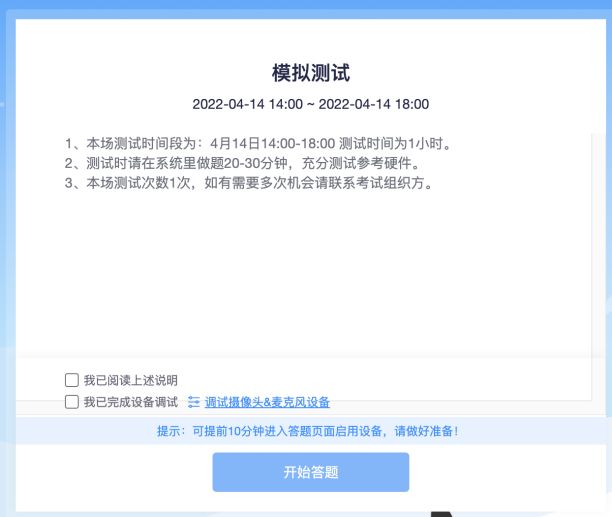 模拟测试
2022-04-14 14:00 ~ 2022-04-14 18:00
1、本场测试时间段为：4月14日14:00-18:00 测试时间为1小时。
2、测试时请在系统里做题20-30分钟，充分测试参考硬件。
3、本场测试次数1次，如有需要多次机会请联系考试组织方。
我已阅读上述说明
我已完成设备调试 调试摄像头&麦克风设备
提示：可提前10分钟进入答题页面启用设备，请做好准备！
开始答题